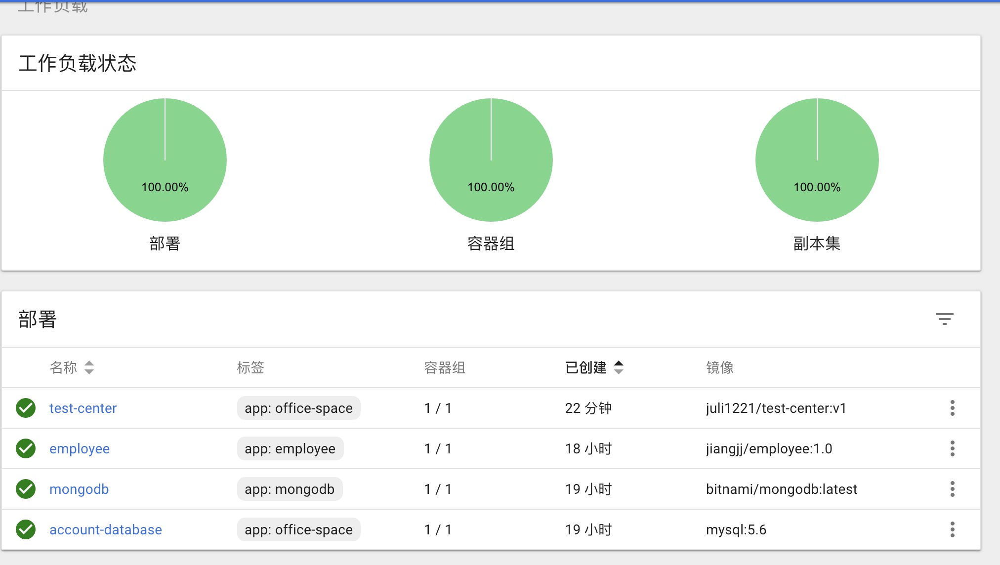 工作负载
工作负载状态
100.00% 100.00% 100.00%
部署 容器组 副本集
部署
名称 标签 容器组 已创建 镜像
test-center app: office-space 1 / 1 22 分钟 juli1221/test-center:v1
employee app: employee 1 / 1 18 小时 jiangjj/employee:1.0
mongodb app: mongodb 1 / 1 19 小时 bitnami/mongodb:latest
account-database app: office-space 1 / 1 19 小时 mysql:5.6